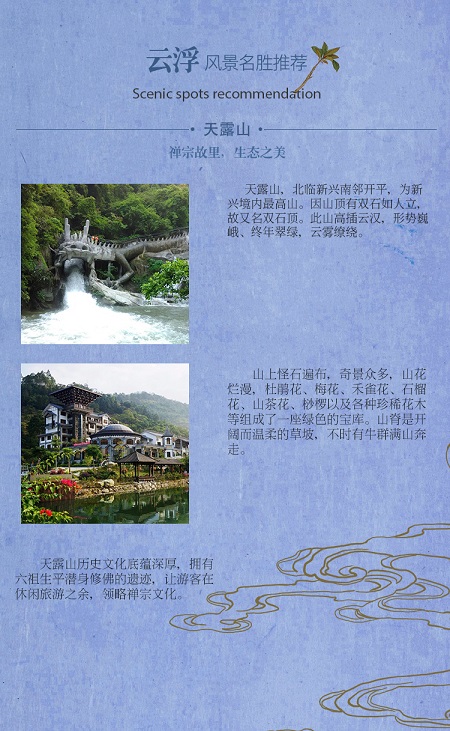 云浮 风景名胜推荐
Scenic spots recommendation
· 天露山 ·
禅宗故里，生态之美
天露山，北临新兴南邻开平，为新
兴境内最高山。因山顶有双石如人立，
故又名双石顶。此山高插云汉，形势巍
峨、终年翠绿，云雾缭绕。
山上怪石遍布，奇景众多，山花
烂漫，杜鹃花、梅花、禾雀花、石榴
花、山茶花、桫椤以及各种珍稀花木
等组成了一座绿色的宝库。山脊是开
阔而温柔的草坡，不时有牛群满山奔
走。
天露山历史文化底蕴深厚，拥有
六祖生平潜身修佛的遗迹，让游客在
休闲旅游之余，领略禅宗文化。